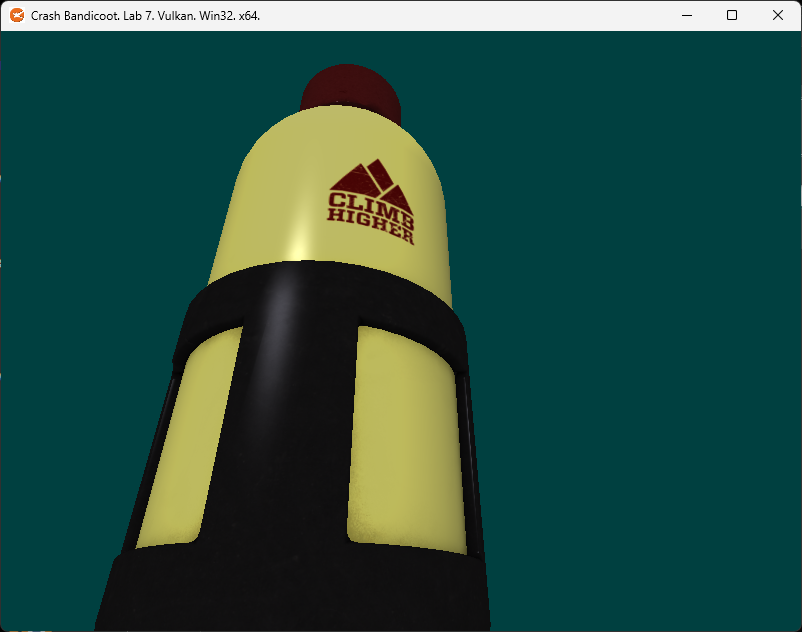 Crash Bandicoot. Lab 7. Vulkan. Win32. x64.
CLIMB
HIGHER